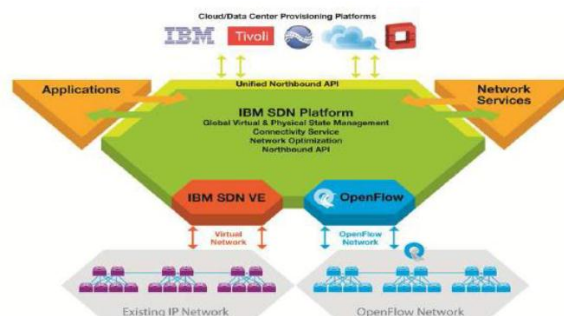 Cloud/Data Center Provisioning Platforms
IBM
Tivoli
Unified Northbound API
Applications
Network
Services
IBM SDN Platform
Global Virtual & Physical State Management
Connectivity Service
Network Optimization
Northbound API
IBM SDN VE
OpenFlow
Virtual
Network
OpenFlow
Network
Existing IP Network
OpenFlow Network